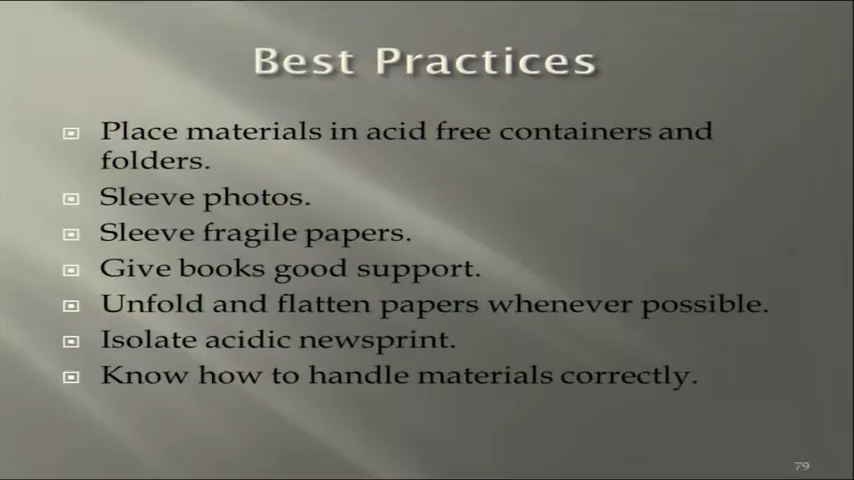 Best Practices
Place materials in acid free containers and
folders.
Sleeve photos.
Sleeve fragile papers.
Give books good support.
Unfold and flatten papers whenever possible.
Isolate acidic newsprint.
Know how to handle materials correctly.
79